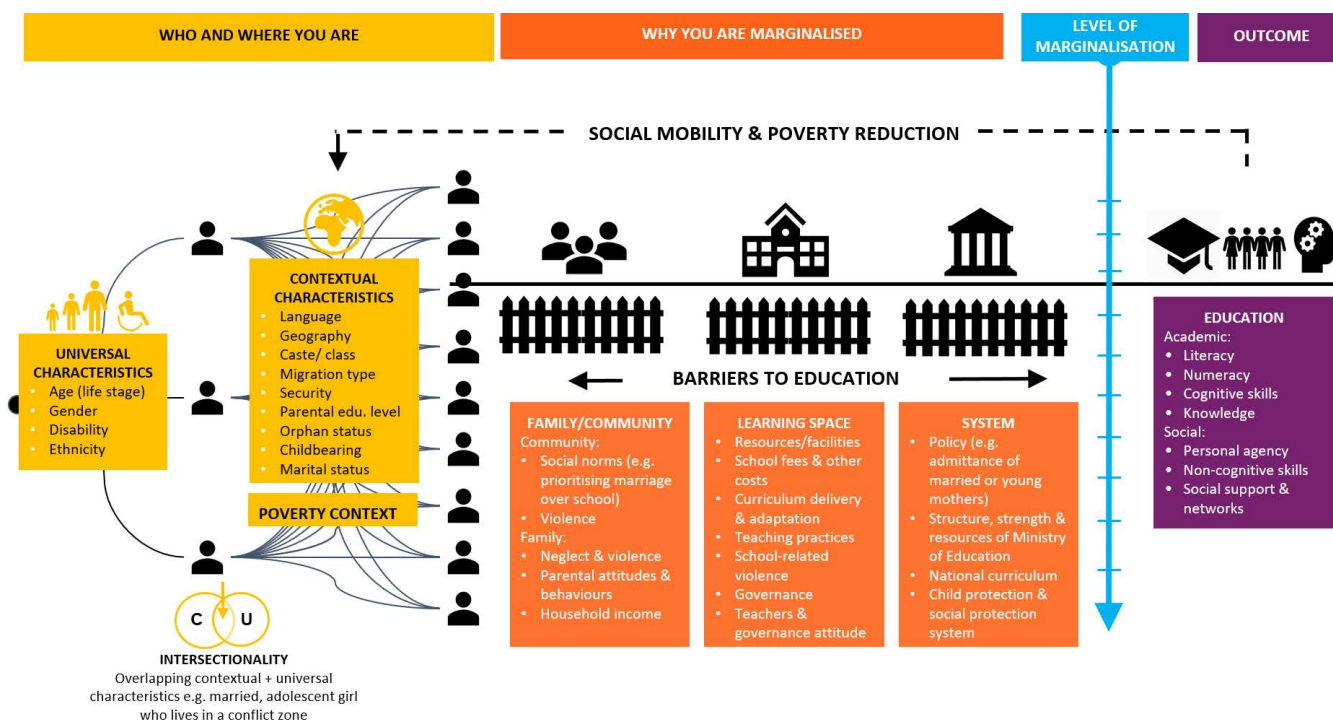 WHO AND WHERE YOU ARE
WHY YOU ARE MARGINALISED
LEVEL OF
MARGINALISATION
OUTCOME
SOCIAL MOBILITY & POVERTY REDUCTION
UNIVERSAL
CHARACTERISTICS
Age (life stage)
Gender
Disability
Ethnicity
CONTEXTUAL
CHARACTERISTICS
Language
Geography
Caste/ class
Migration type
Security
Parental edu. level
Orphan status
Childbearing
Marital status
POVERTY CONTEXT
C U
INTERSECTIONALITY
Overlapping contextual + universal
characteristics e.g. married, adolescent girl
who lives in a conflict zone
BARRIERS TO EDUCATION
FAMILY/COMMUNITY
Community:
• Social norms (e.g.
prioritising marriage
over school)
• Violence
Family:
• Neglect & violence
• Parental attitudes &
behaviours
• Household income
LEARNING SPACE
• Resources/facilities
• School fees & other
costs
• Curriculum delivery
& adaptation
• Teaching practices
• School-related
violence
• Governance
• Teachers &
governance attitude
SYSTEM
• Policy (e.g.
admittance of
married or young
mothers)
• Structure, strength &
resources of Ministry
of Education
• National curriculum
• Child protection &
social protection
system
EDUCATION
Academic:
• Literacy
• Numeracy
• Cognitive skills
• Knowledge
Social:
• Personal agency
• Non-cognitive skills
• Social support &
networks